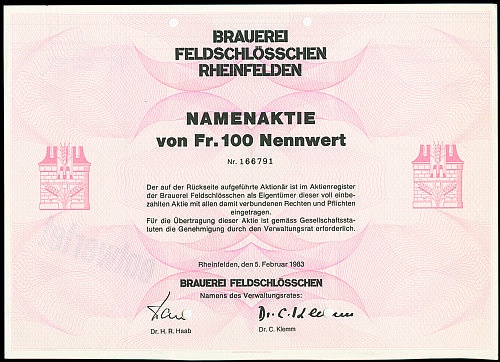 BRAUEREI
FELDSCHLÖSSCHEN
RHEINFELDEN
NAMENAKTIE
von Fr. 100 Nennwert
Nr. 166791
Der auf der Rückseite aufgeführte Aktionär ist im Aktienregister
der Brauerei Feldschlösschen als Eigentümer dieser voll einbe-
zahlten Aktie mit allen damit verbundenen Rechten und Pflichten
eingetragen.
Für die Übertragung dieser Aktie ist gemäss Gesellschaftssta-
tuten die Genehmigung durch den Verwaltungsrat erforderlich.
Rheinfelden, den 5. Februar 1983
BRAUEREI FELDSCHLÖSSCHEN
Namens des Verwaltungsrates:
Dr. C. Klemm
Dr. H. R. Haab
Dr. C. Klemm